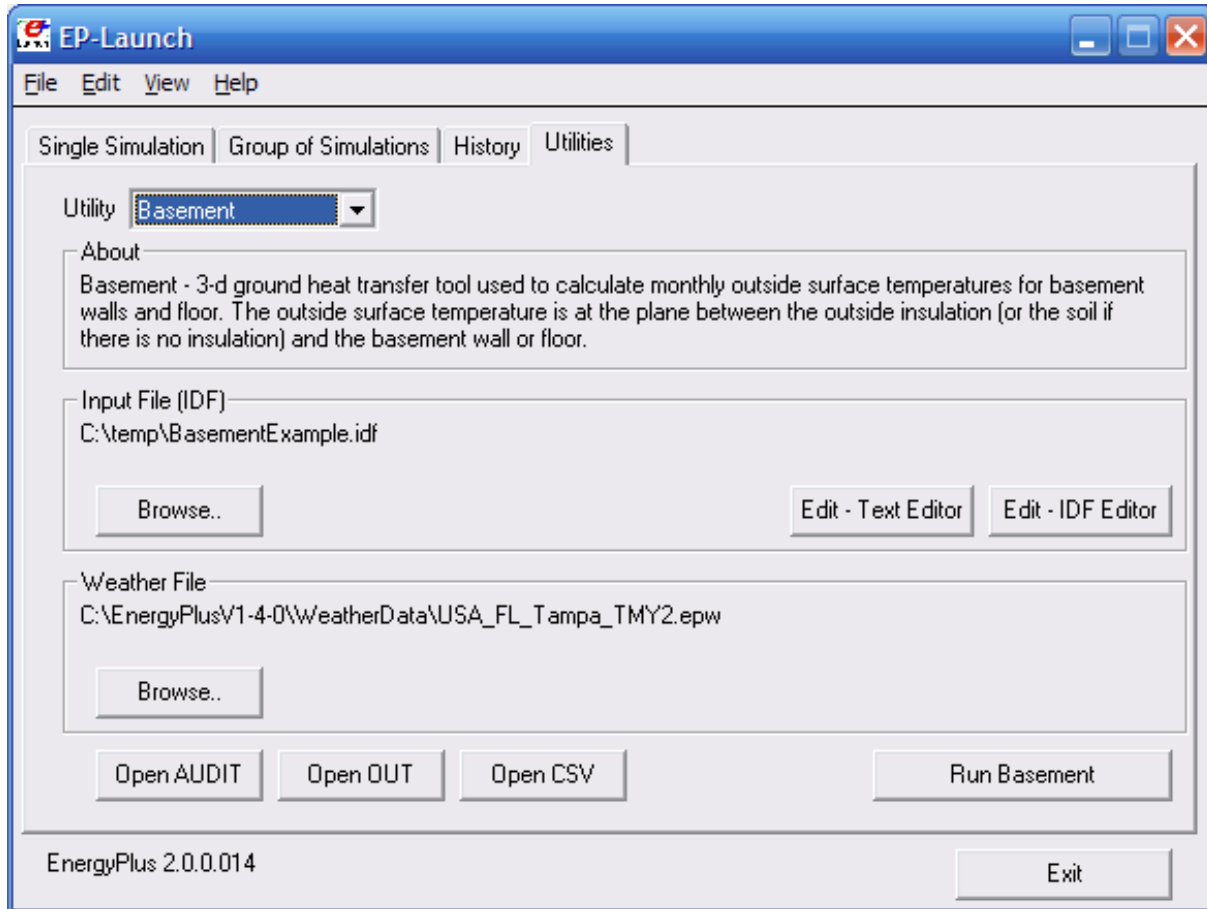 EP-Launch
File Edit View Help
Single Simulation Group of Simulations History Utilities
Utility Basement
About
Basement - 3-d ground heat transfer tool used to calculate monthly outside surface temperatures for basement
walls and floor. The outside surface temperature is at the plane between the outside insulation (or the soil if
there is no insulation) and the basement wall or floor.
Input File (IDF)
C:\temp\BasementExample.idf
Browse.. Edit - Text Editor Edit - IDF Editor
Weather File
C:\EnergyPlusV1-4-0\WeatherData\USA_FL_Tampa_TMY2.epw
Browse..
Open AUDIT Open OUT Open CSV Run Basement
EnergyPlus 2.0.0.014 Exit